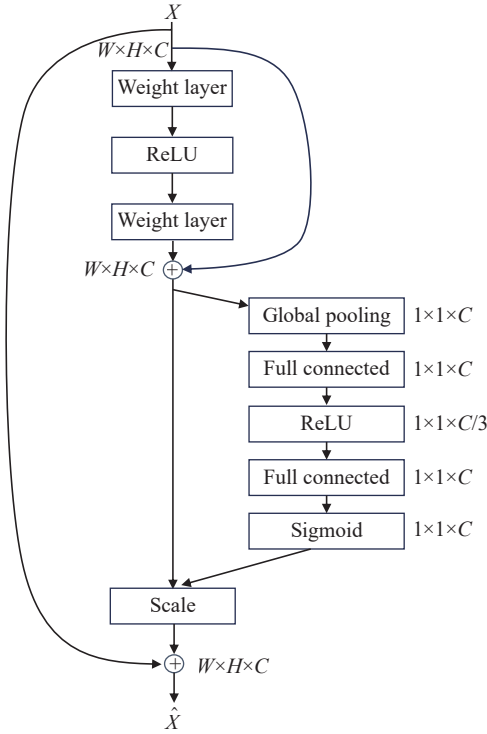 X
W×H×C
Weight layer
ReLU
Weight layer
W×H×C +
Global pooling 1×1×C
Full connected 1×1×C
ReLU 1×1×C/3
Full connected 1×1×C
Sigmoid 1×1×C
Scale
+ W×H×C
X̂